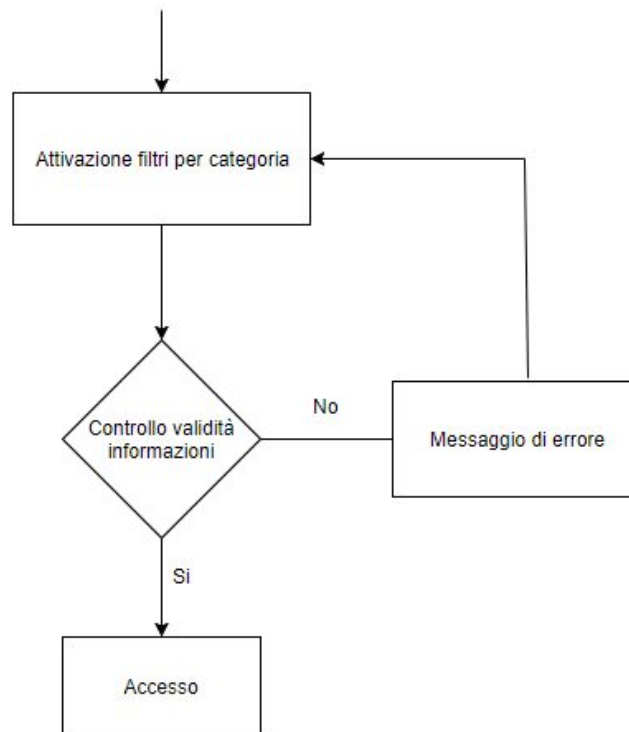 Attivazione filtri per categoria
Controllo validità
informazioni
No
Messaggio di errore
Si
Accesso